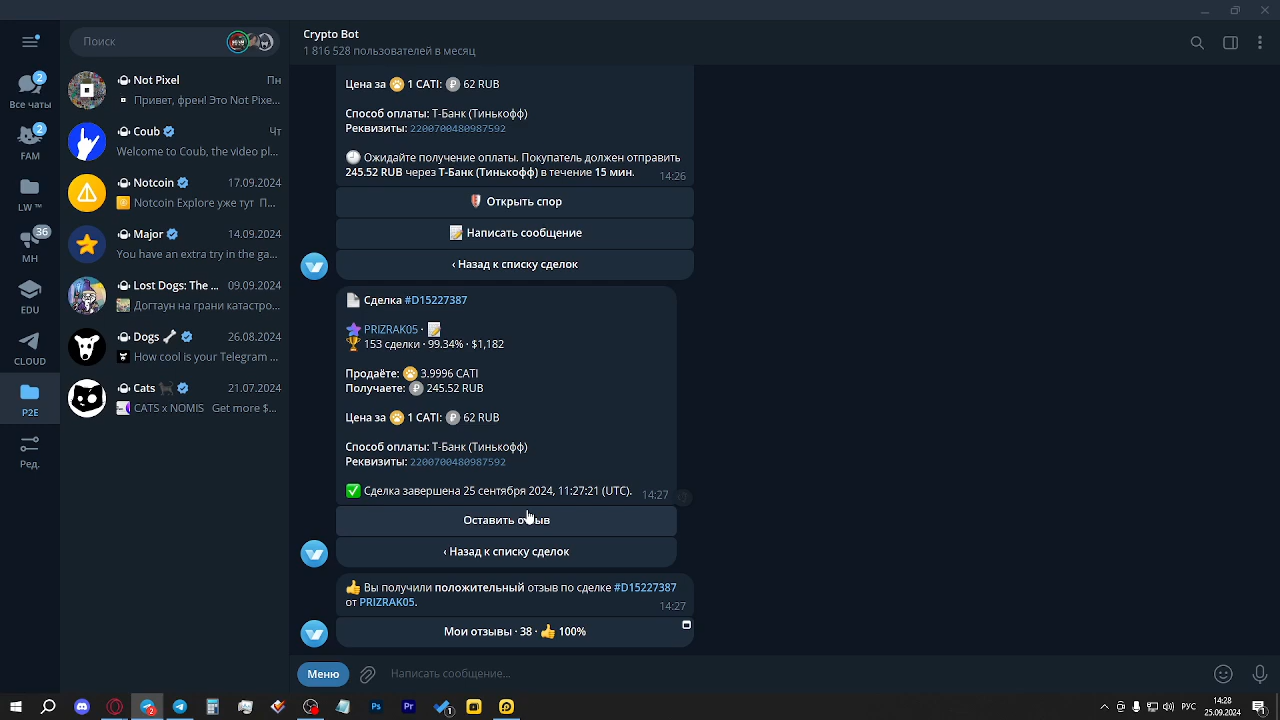 Поиск
Crypto Bot
1 816 528 пользователей в месяц
2
Все чаты
2
FAM
LW ™
36
MH
EDU
CLOUD
P2E
Ред.
Not Pixel
Пн
Привет, френ! Это Not Pixe...
Coub
Чт
Welcome to Coub, the video pl...
Notcoin
17.09.2024
Notcoin Explore уже тут П...
Major
14.09.2024
You have an extra try in the ga...
Lost Dogs: The ...
09.09.2024
Догтаун на грани катастро...
Dogs
26.08.2024
How cool is your Telegram ...
Cats
21.07.2024
CATS x NOMIS Get more $...
Цена за 1 CATI: 62 RUB
Способ оплаты: Т-Банк (Тинькофф)
Реквизиты: 2200700480987592
Ожидайте получение оплаты. Покупатель должен отправить
245.52 RUB через Т-Банк (Тинькофф) в течение 15 мин.
14:26
Открыть спор
Написать сообщение
‹ Назад к списку сделок
Сделка #D15227387
PRIZRAK05 ·
153 сделки · 99.34% · $1,182
Продаёте: 3.9996 CATI
Получаете: 245.52 RUB
Цена за 1 CATI: 62 RUB
Способ оплаты: Т-Банк (Тинькофф)
Реквизиты: 2200700480987592
Сделка завершена 25 сентября 2024, 11:27:21 (UTC).
14:27
Оставить отзыв
‹ Назад к списку сделок
Вы получили положительный отзыв по сделке #D15227387
от PRIZRAK05.
14:27
Мои отзывы · 38 · 100%
Меню
Написать сообщение...
2
Ps
Pr
1
РУС
14:28
25.09.2024
1